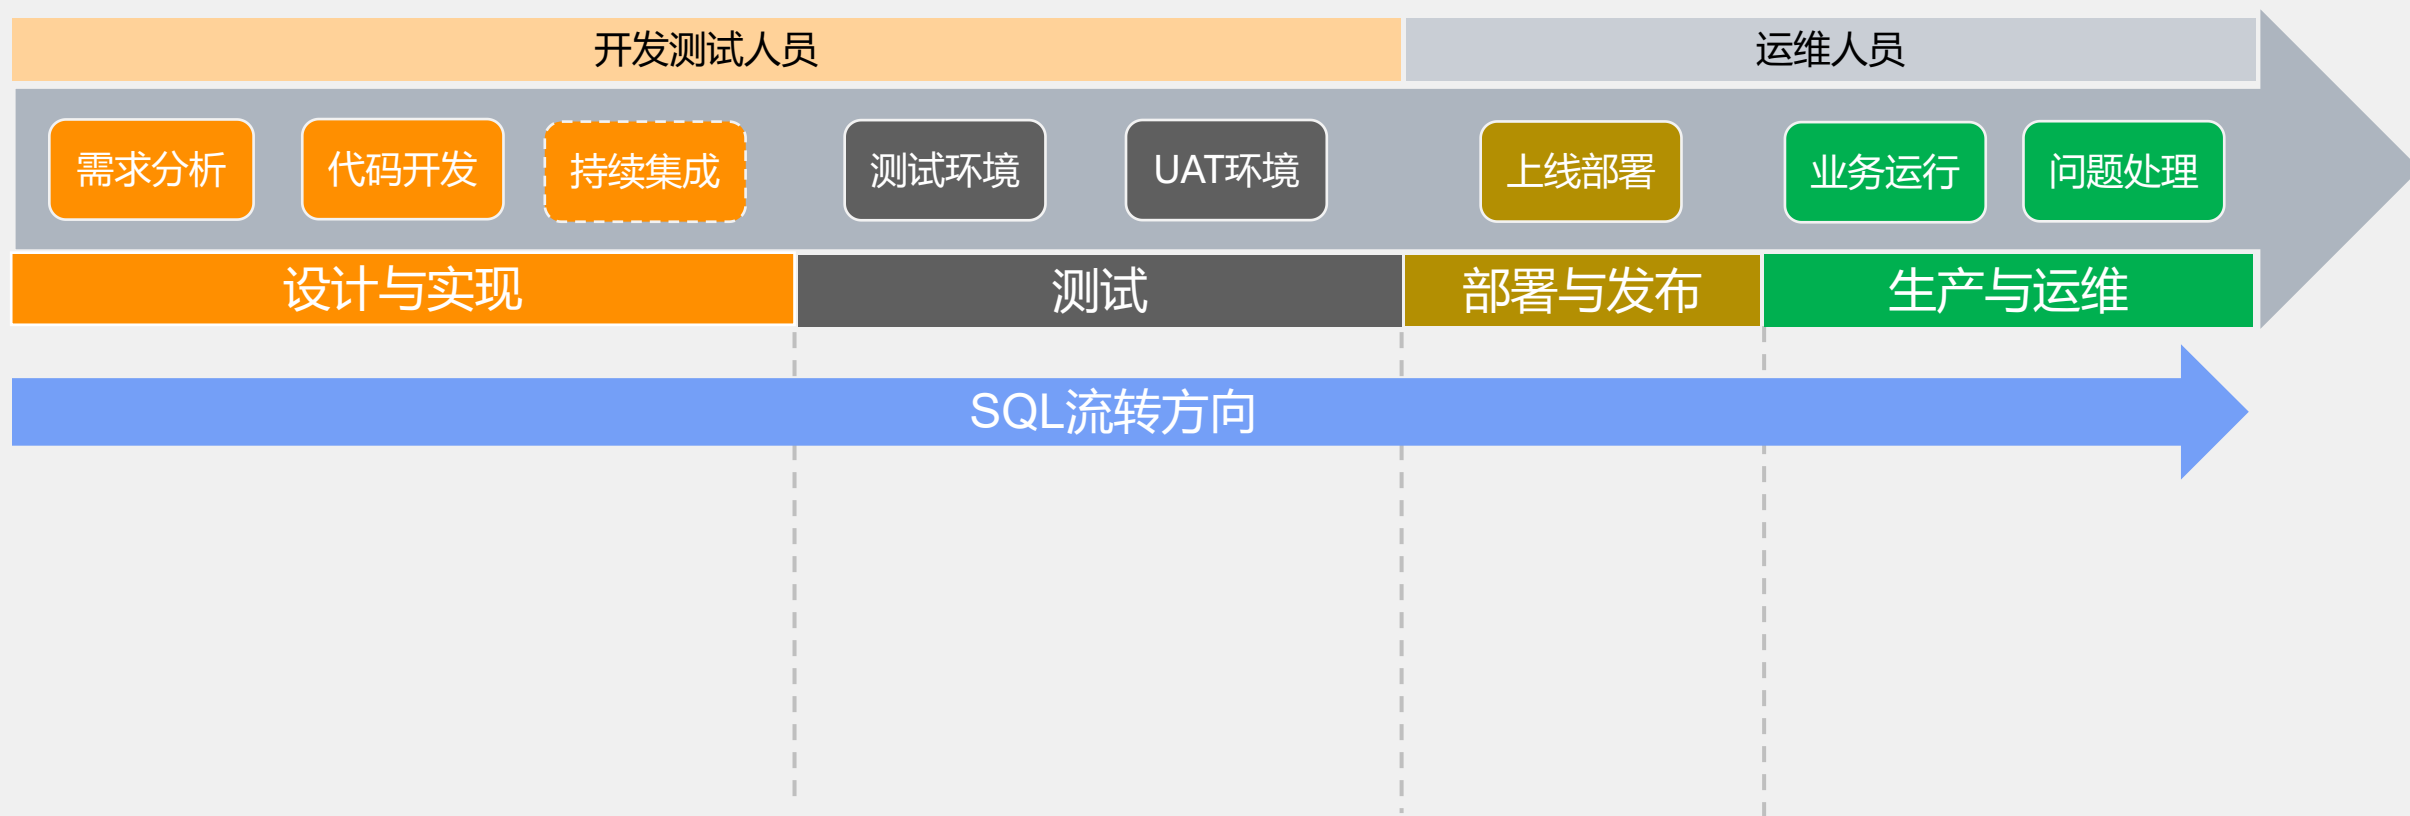 开发测试人员
运维人员
需求分析
代码开发
持续集成
测试环境
UAT环境
上线部署
业务运行
问题处理
设计与实现
测试
部署与发布
生产与运维
SQL流转方向